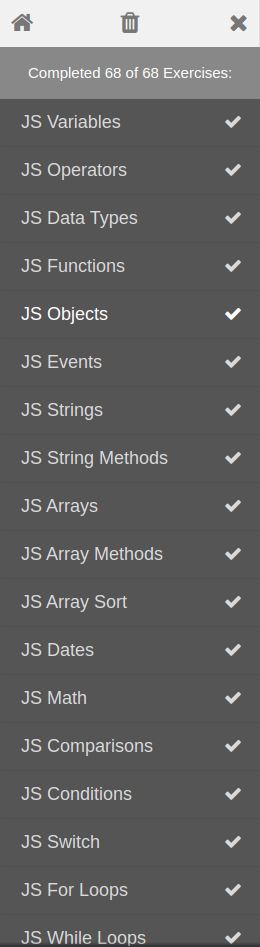 Completed 68 of 68 Exercises:
JS Variables
JS Operators
JS Data Types
JS Functions
JS Objects
JS Events
JS Strings
JS String Methods
JS Arrays
JS Array Methods
JS Array Sort
JS Dates
JS Math
JS Comparisons
JS Conditions
JS Switch
JS For Loops
JS While Loops